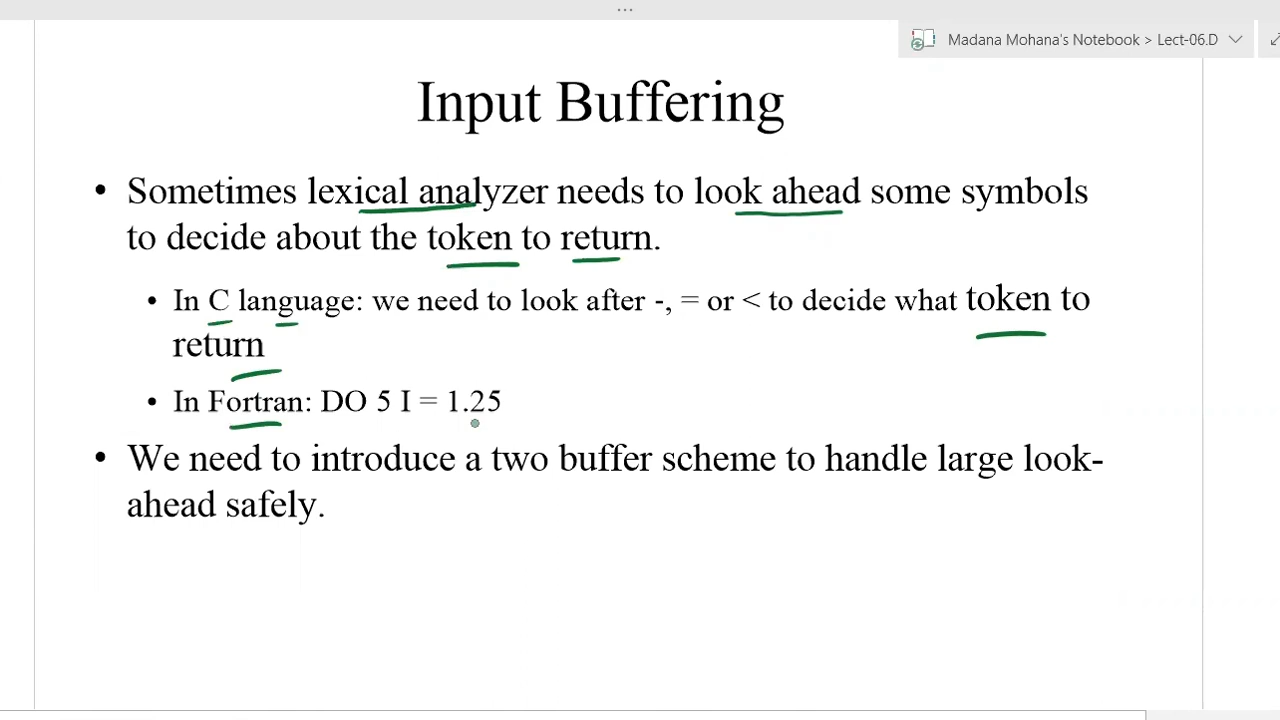 Madana Mohana's Notebook > Lect-06.D
Input Buffering
• Sometimes lexical analyzer needs to look ahead some symbols
to decide about the token to return.
• In C language: we need to look after -, = or < to decide what token to
return
• In Fortran: DO 5 I = 1.25
• We need to introduce a two buffer scheme to handle large look-
ahead safely.